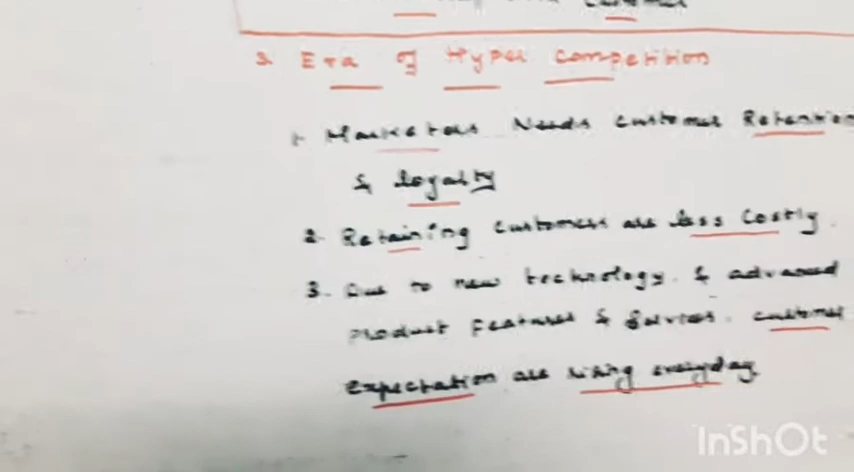 customer
3. Era of Hyper competition
1. Marketers Needs customer Retention
& loyalty
2. Retaining customers are less costly.
3. Due to new technology. & advanced
product features & services. customer
expectation are rising everyday.
InShOt